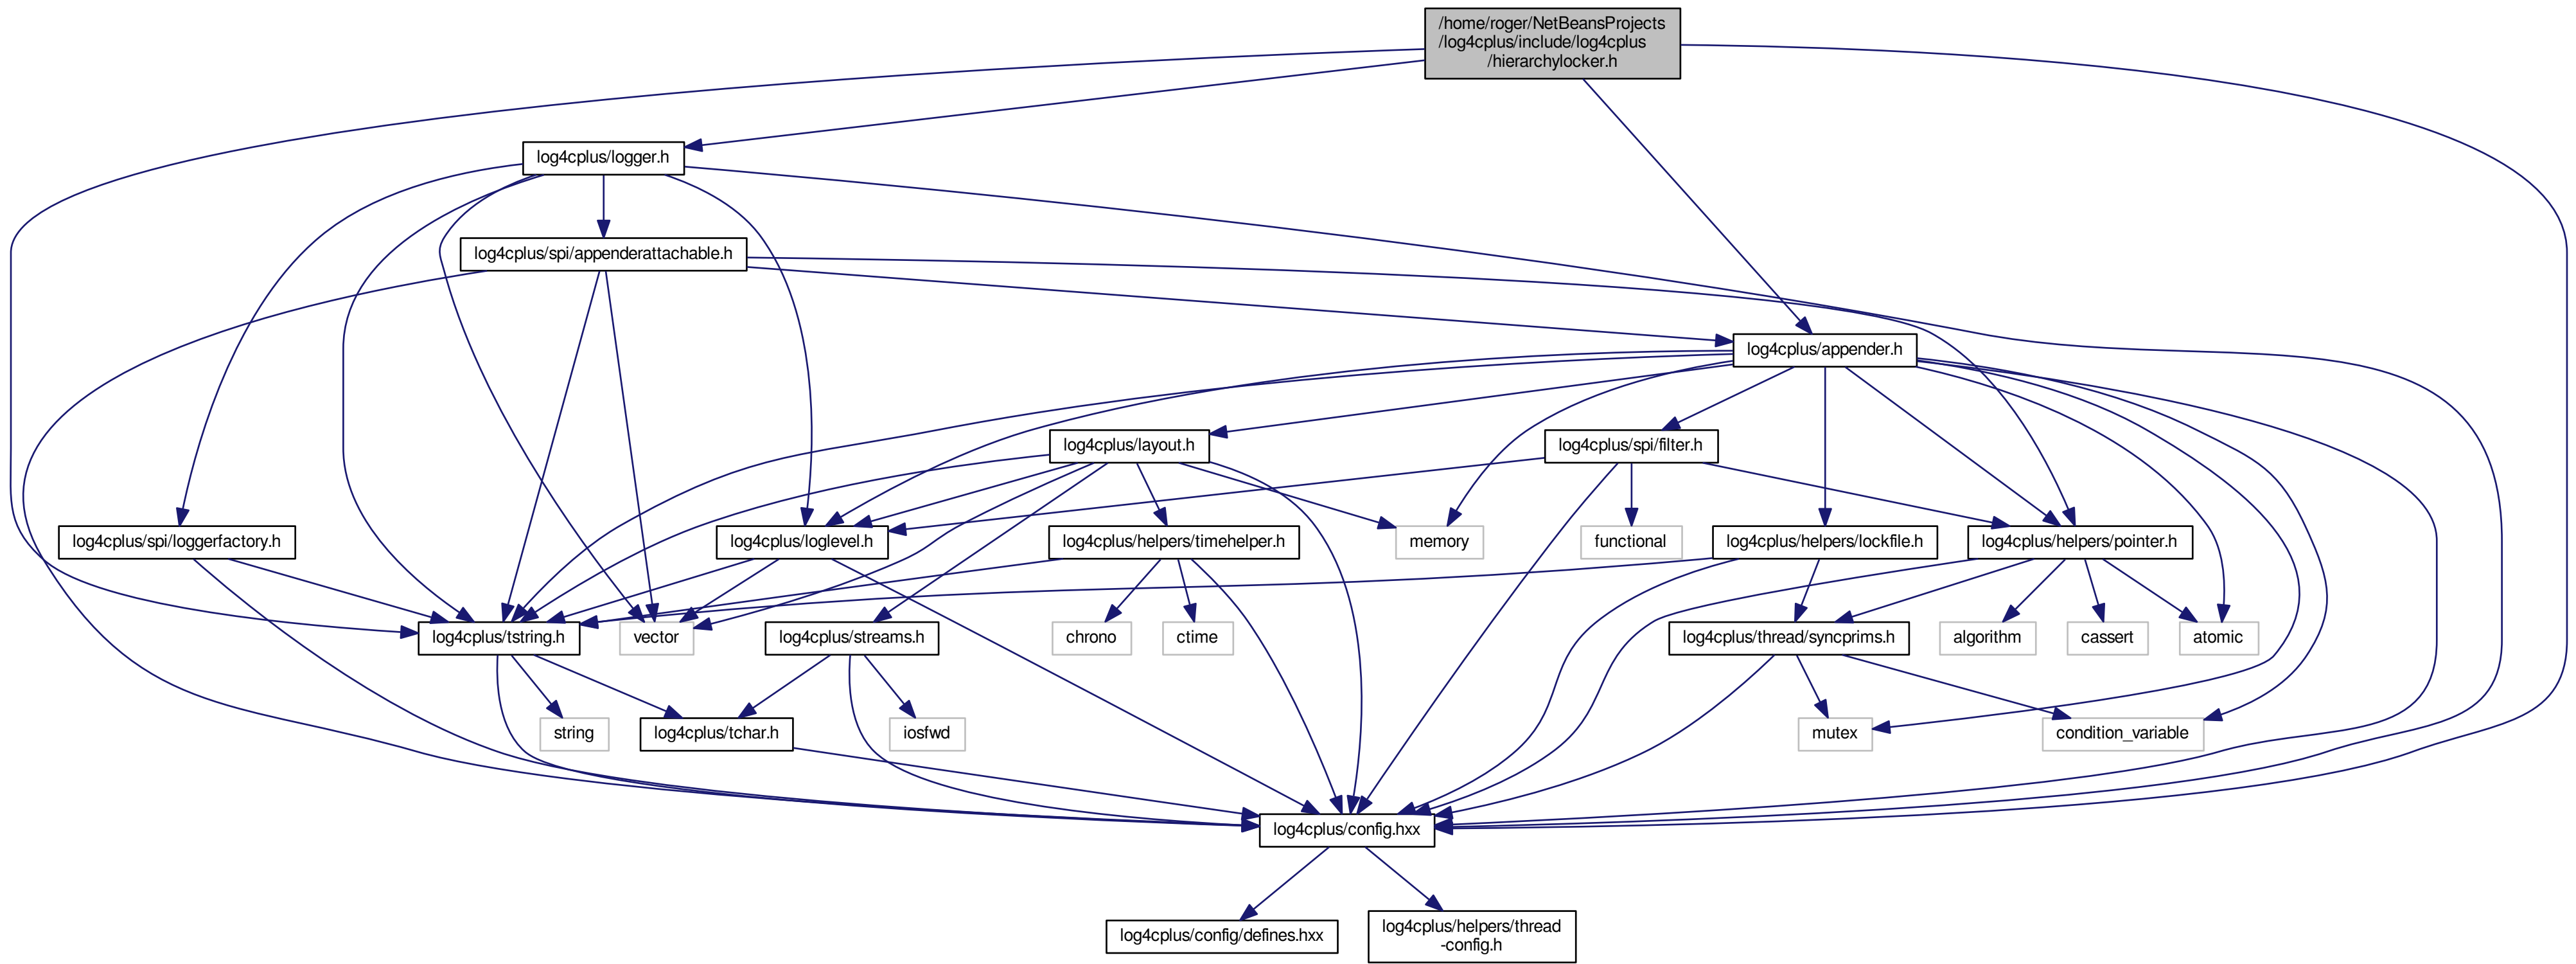 /home/roger/NetBeansProjects
/log4cplus/include/log4cplus
/hierarchylocker.h
log4cplus/logger.h
log4cplus/spi/appenderattachable.h
log4cplus/appender.h
log4cplus/layout.h
log4cplus/spi/filter.h
log4cplus/spi/loggerfactory.h
log4cplus/loglevel.h
log4cplus/helpers/timehelper.h
memory
functional
log4cplus/helpers/lockfile.h
log4cplus/helpers/pointer.h
log4cplus/tstring.h
vector
log4cplus/streams.h
chrono
ctime
log4cplus/thread/syncprims.h
algorithm
cassert
atomic
string
log4cplus/tchar.h
iosfwd
mutex
condition_variable
log4cplus/config.hxx
log4cplus/config/defines.hxx
log4cplus/helpers/thread
-config.h